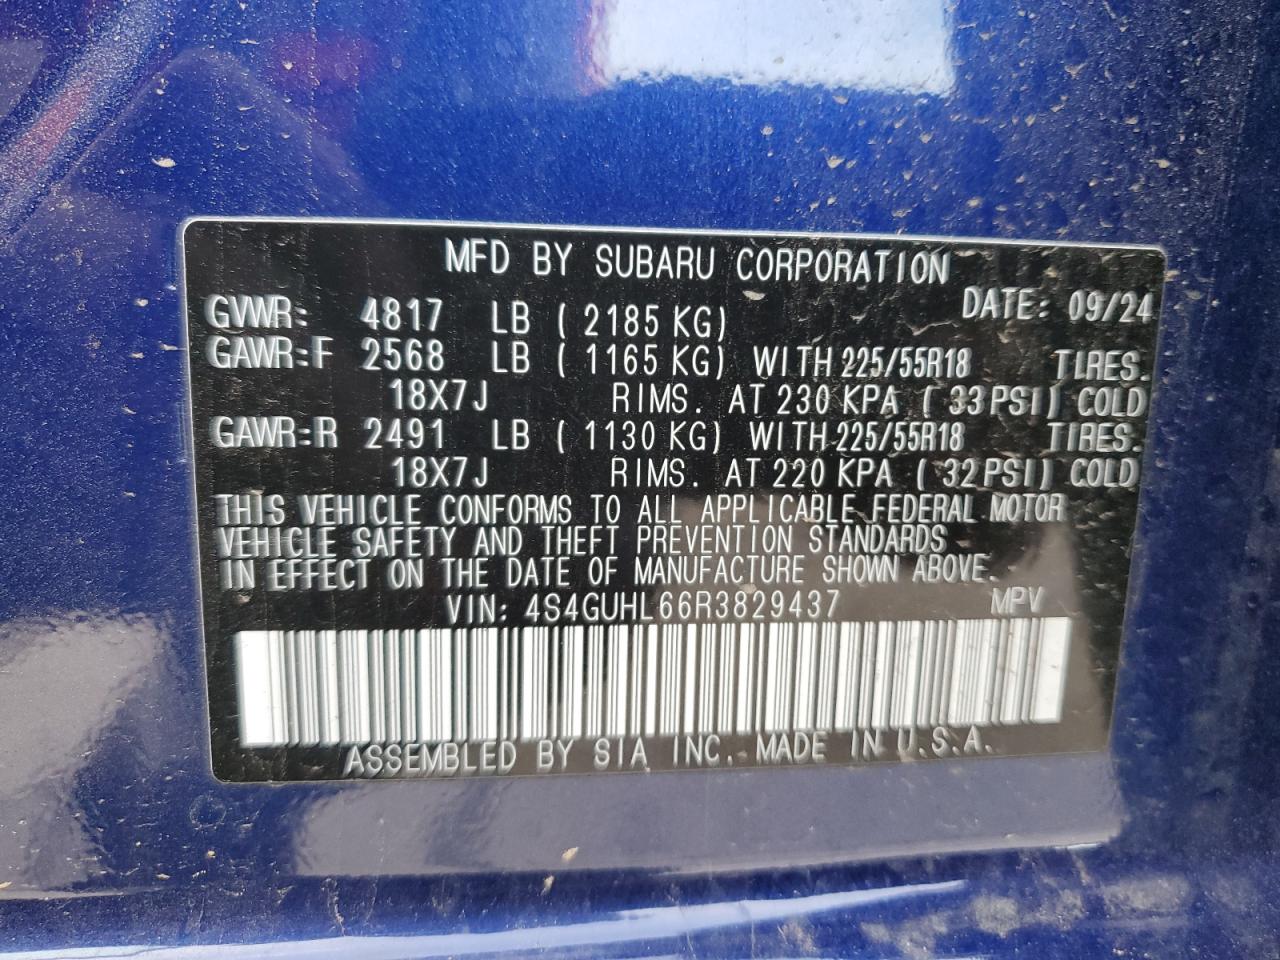 MFD BY SUBARU CORPORATION
GVWR: 4817 LB ( 2185 KG) DATE: 09/24
GAWR:F 2568 LB ( 1165 KG) WITH 225/55R18 TIRES.
18X7J RIMS. AT 230 KPA ( 33 PSI) COLD
GAWR:R 2491 LB ( 1130 KG) WITH 225/55R18 TIRES.
18X7J RIMS. AT 220 KPA ( 32 PSI) COLD
THIS VEHICLE CONFORMS TO ALL APPLICABLE FEDERAL MOTOR
VEHICLE SAFETY AND THEFT PREVENTION STANDARDS
IN EFFECT ON THE DATE OF MANUFACTURE SHOWN ABOVE.
VIN: 4S4GUHL66R3829437 MPV
ASSEMBLED BY SIA INC. MADE IN U.S.A.